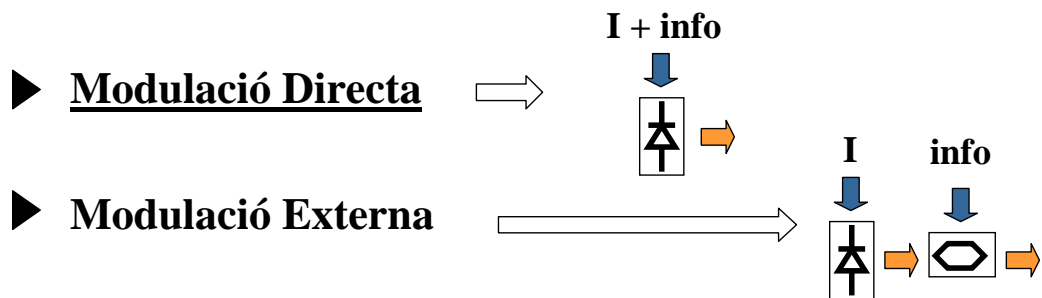 I + info
Modulació Directa
I
info
Modulació Externa